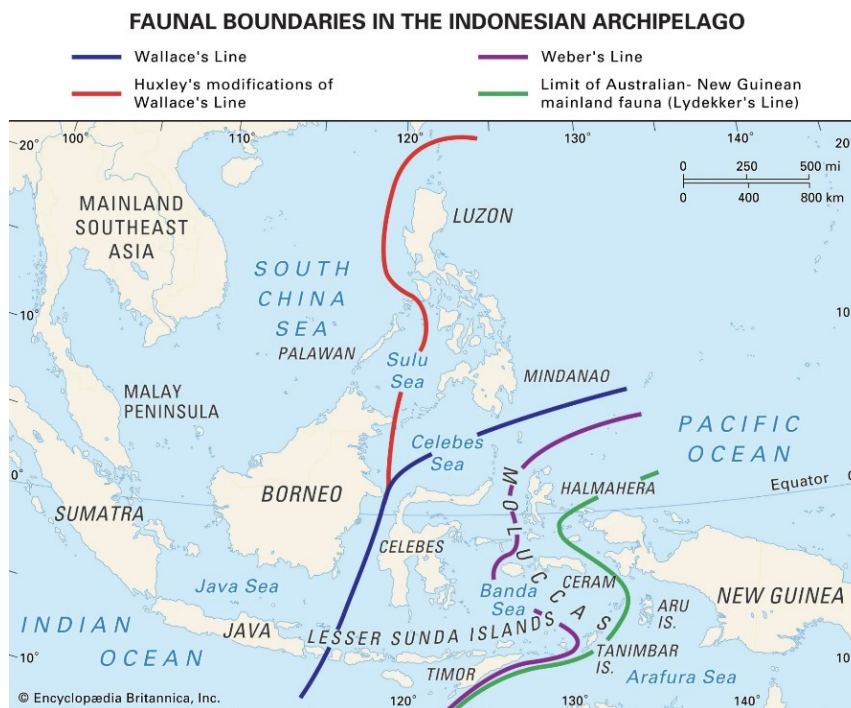 FAUNAL BOUNDARIES IN THE INDONESIAN ARCHIPELAGO
Wallace's Line
Huxley's modifications of
Wallace's Line
Weber's Line
Limit of Australian- New Guinean
mainland fauna (Lydekker's Line)
20°
100°
120°
130°
140°
20
0 250 500 mi
0 400 800 km
MAINLAND
SOUTHEAST
ASIA
LUZON
SOUTH
CHINA
SEA
10°
10
PALAWAN
Sulu
Sea
MINDANAO
MALAY
PENINSULA
PACIFIC
OCEAN
Celebes
Sea
0°
0
Equator
MOLUCCAS
HALMAHERA
BORNEO
SUMATRA
CELEBES
CERAM
NEW GUINEA
Java Sea
Banda
Sea
ARU
IS.
INDIAN
OCEAN
JAVA
LESSER SUNDA ISLANDS
TANIMBAR
IS.
10°
10
TIMOR
Arafura Sea
© Encyclopædia Britannica, Inc.
120°
130°
140°